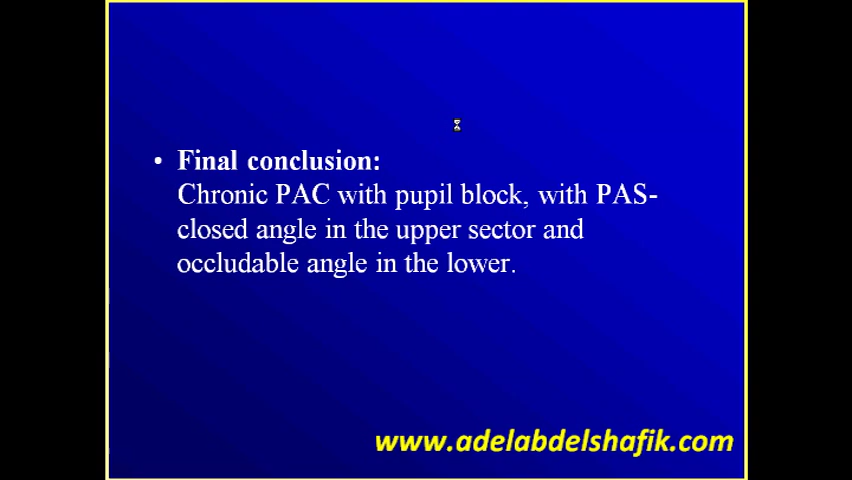 • Final conclusion:
Chronic PAC with pupil block, with PAS-
closed angle in the upper sector and
occludable angle in the lower.
www.adelabdelshafik.com